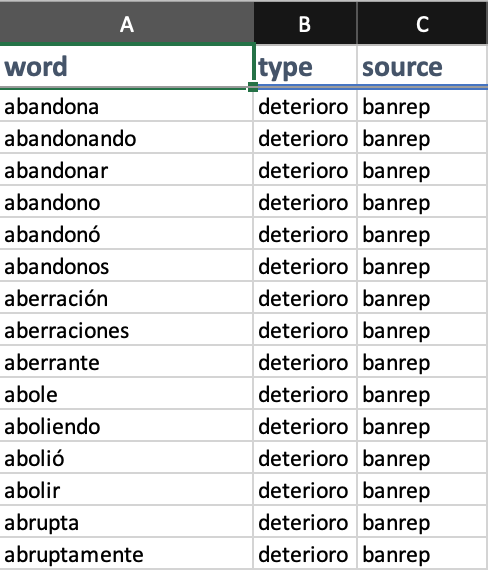 A B C
word type source
abandona deterioro banrep
abandonando deterioro banrep
abandonar deterioro banrep
abandono deterioro banrep
abandonó deterioro banrep
abandonos deterioro banrep
aberración deterioro banrep
aberraciones deterioro banrep
aberrante deterioro banrep
abole deterioro banrep
aboliendo deterioro banrep
abolió deterioro banrep
abolir deterioro banrep
abrupta deterioro banrep
abruptamente deterioro banrep